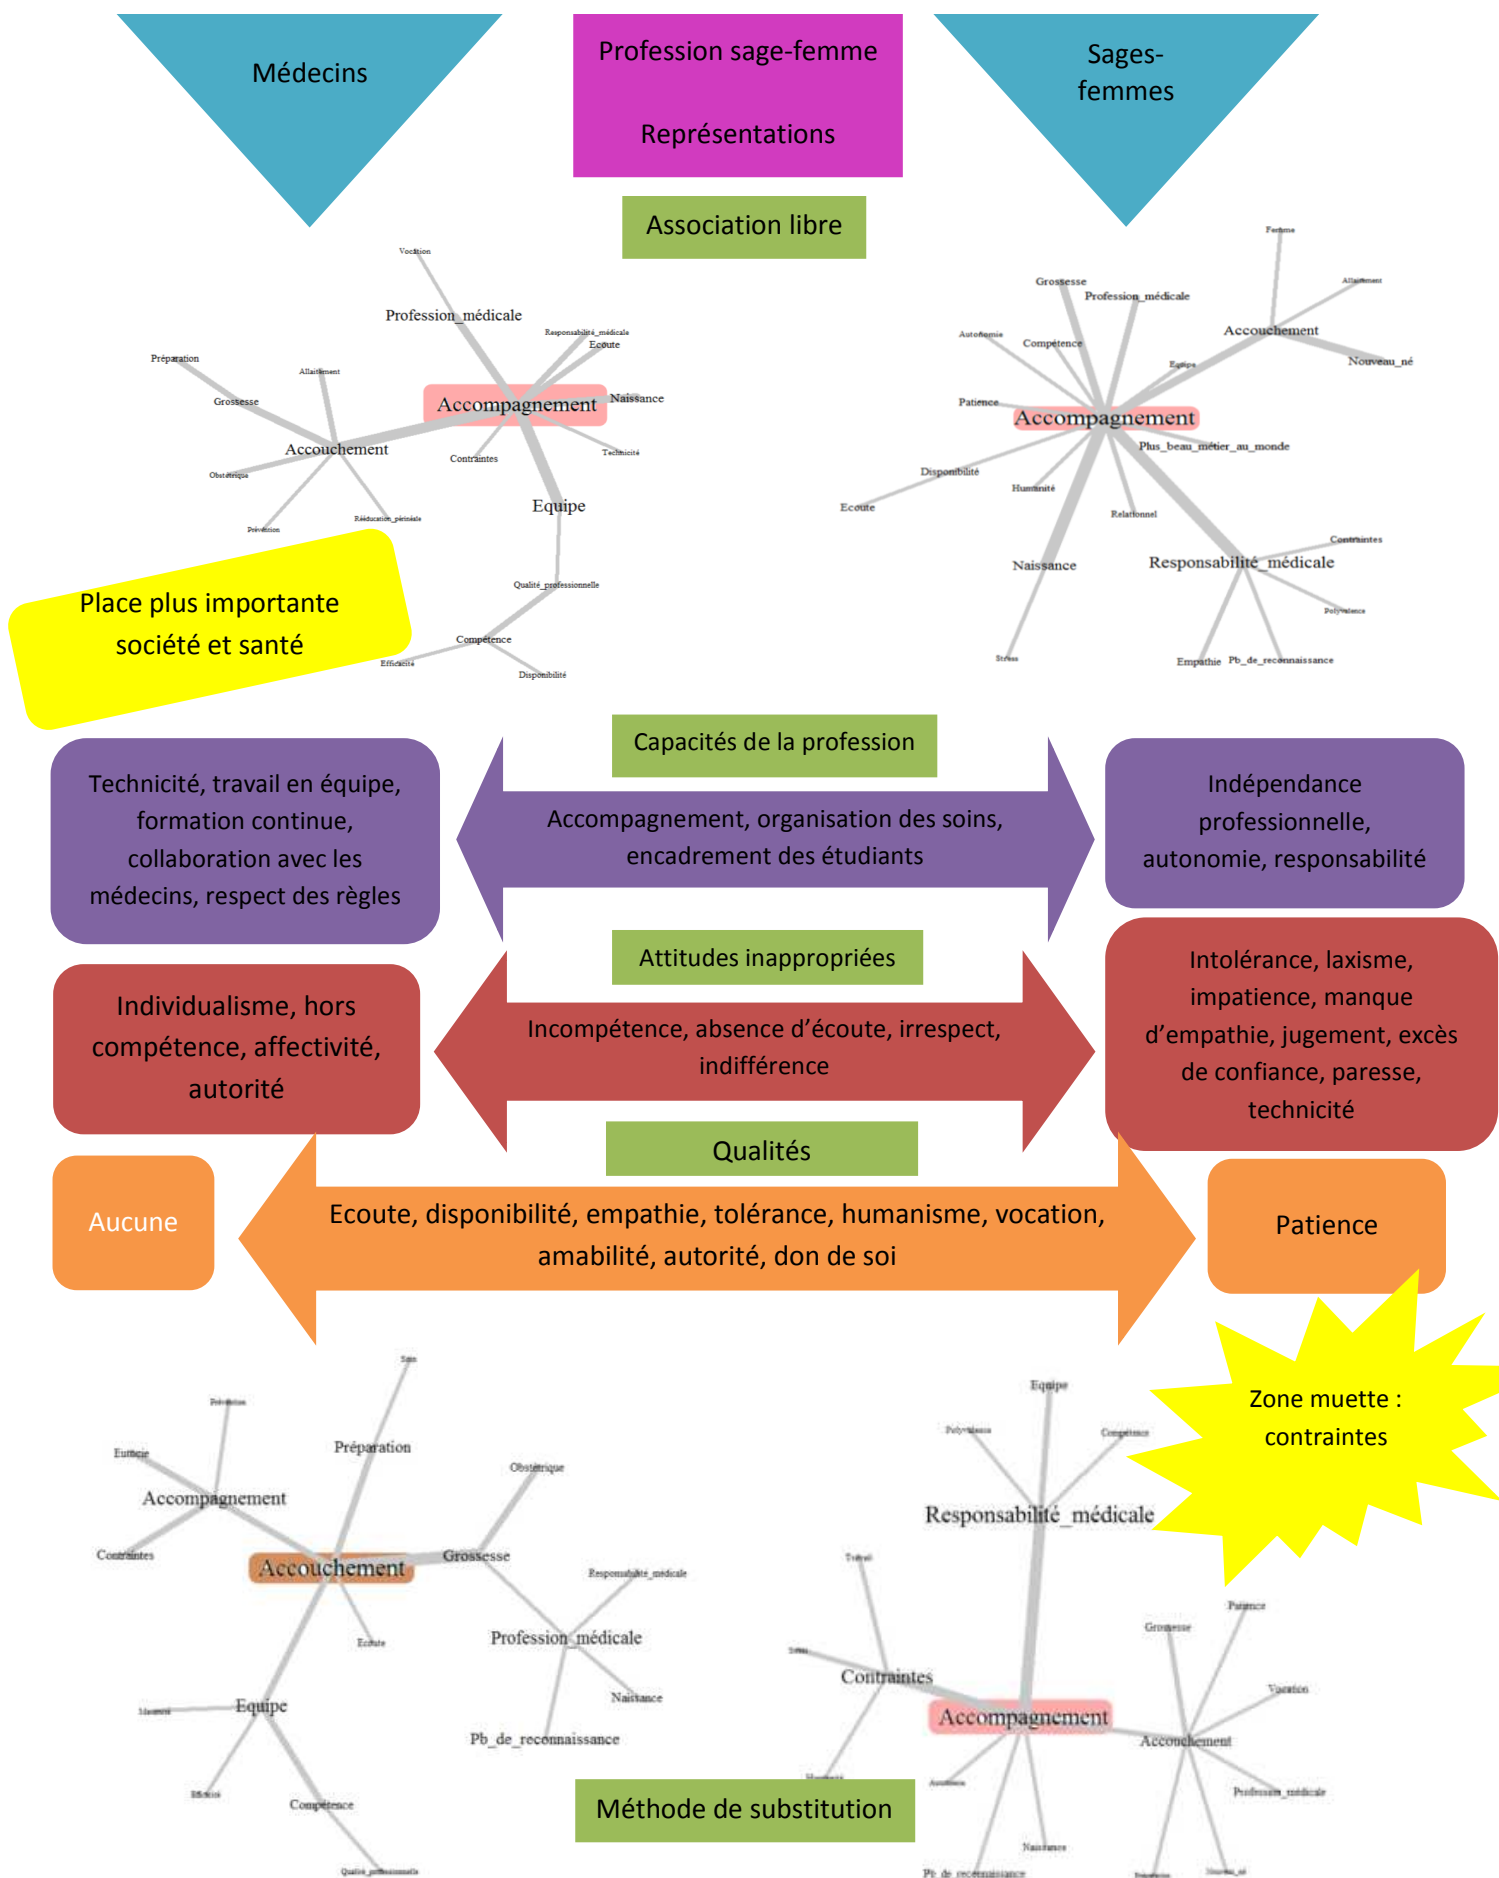 Médecins
Profession sage-femme
Représentations
Sages-
femmes
Association libre
Vocation
Profession_médicale
Responsabilité_médicale
Ecoute
Préparation
Allaitement
Grossesse
Accompagnement
Naissance
Accouchement
Contraintes
Technicité
Obstétrique
Equipe
Prévention
Rééducation_périnéale
Qualité_professionnelle
Compétence
Efficacité
Disponibilité
Femme
Grossesse
Allaitement
Profession_médicale
Autonomie
Compétence
Accouchement
Equipe
Nouveau_né
Patience
Accompagnement
Plus_beau_métier_au_monde
Disponibilité
Humanité
Ecoute
Relationnel
Contraintes
Naissance
Responsabilité_médicale
Polyvalence
Stress
Empathie
Pb_de_reconnaissance
Place plus importante
société et santé
Capacités de la profession
Technicité, travail en équipe,
formation continue,
collaboration avec les
médecins, respect des règles
Accompagnement, organisation des soins,
encadrement des étudiants
Indépendance
professionnelle,
autonomie, responsabilité
Attitudes inappropriées
Individualisme, hors
compétence, affectivité,
autorité
Incompétence, absence d’écoute, irrespect,
indifférence
Intolérance, laxisme,
impatience, manque
d’empathie, jugement, excès
de confiance, paresse,
technicité
Qualités
Aucune
Ecoute, disponibilité, empathie, tolérance, humanisme, vocation,
amabilité, autorité, don de soi
Patience
Zone muette :
contraintes
Soin
Prévention
Eutocie
Préparation
Obstétrique
Accompagnement
Contraintes
Accouchement
Grossesse
Responsabilité_médicale
Ecoute
Profession_médicale
Naissance
Equipe
Pb_de_reconnaissance
Efficacité
Compétence
Qualité_professionnelle
Equipe
Polyvalence
Compétence
Responsabilité_médicale
Travail
Patience
Grossesse
Stress
Contraintes
Vocation
Accompagnement
Accouchement
Autonomie
Profession_médicale
Naissance
Pb_de_reconnaissance
Nouveau_né
Méthode de substitution